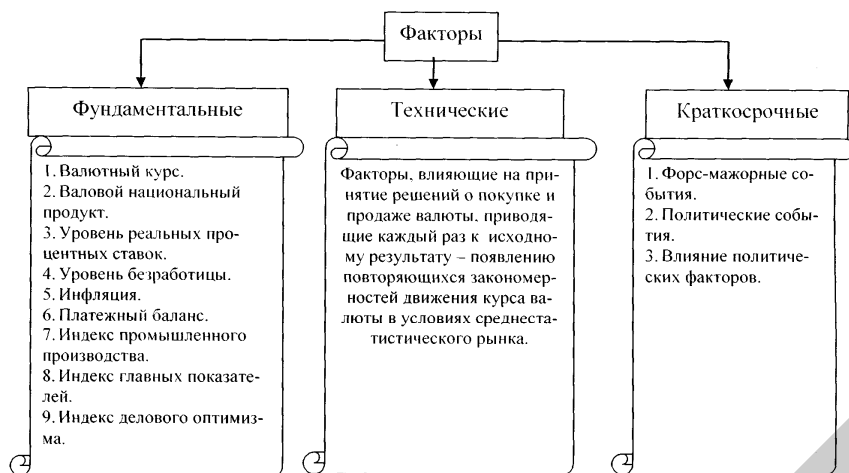 Факторы
Фундаментальные
1. Валютный курс.
2. Валовой национальный
продукт.
3. Уровень реальных про-
центных ставок.
4. Уровень безработицы.
5. Инфляция.
6. Платежный баланс.
7. Индекс промышленного
производства.
8. Индекс главных показате-
лей.
9. Индекс делового оптимиз-
ма.
Технические
Факторы, влияющие на при-
нятие решений о покупке и
продаже валюты, приводя-
щие каждый раз к исходно-
му результату – появлению
повторяющихся закономер-
ностей движения курса ва-
люты в условиях среднеста-
тистического рынка.
Краткосрочные
1. Форс-мажорные со-
бытия.
2. Политические собы-
тия.
3. Влияние политиче-
ских факторов.